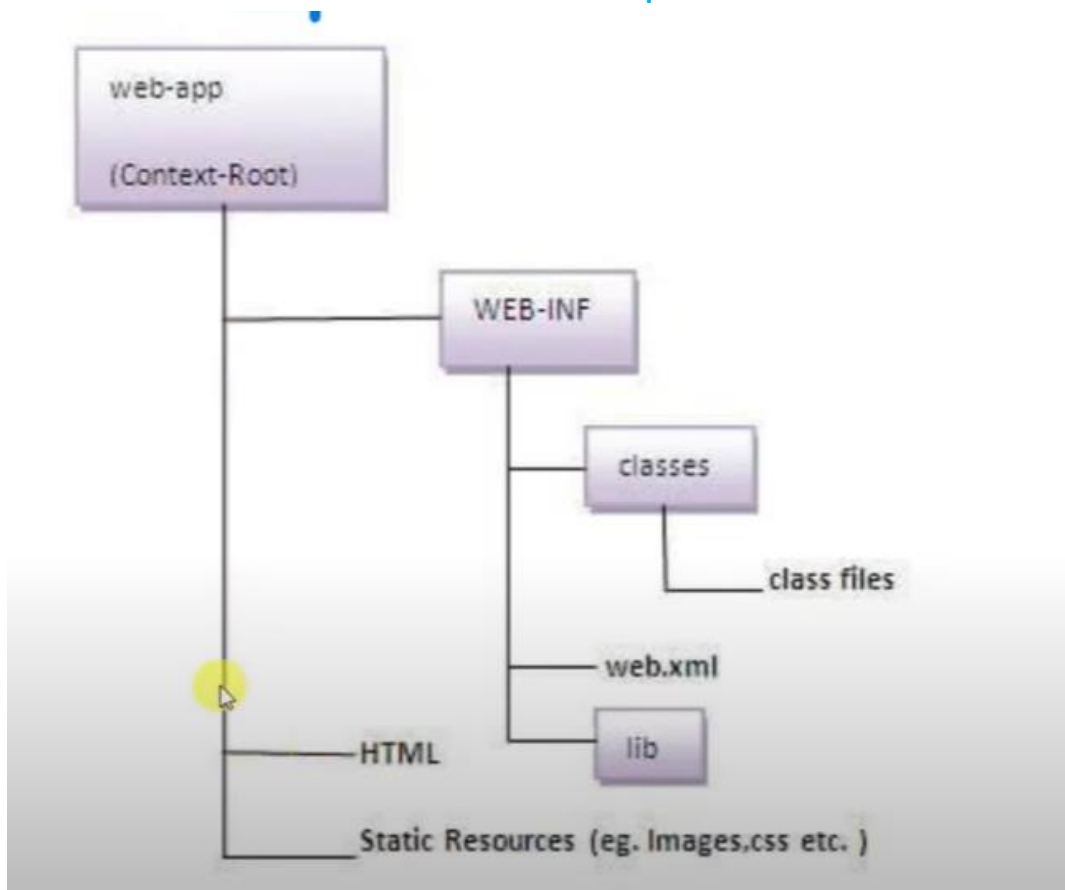 web-app
(Context-Root)
WEB-INF
classes
class files
web.xml
lib
HTML
Static Resources (eg. Images,css etc. )